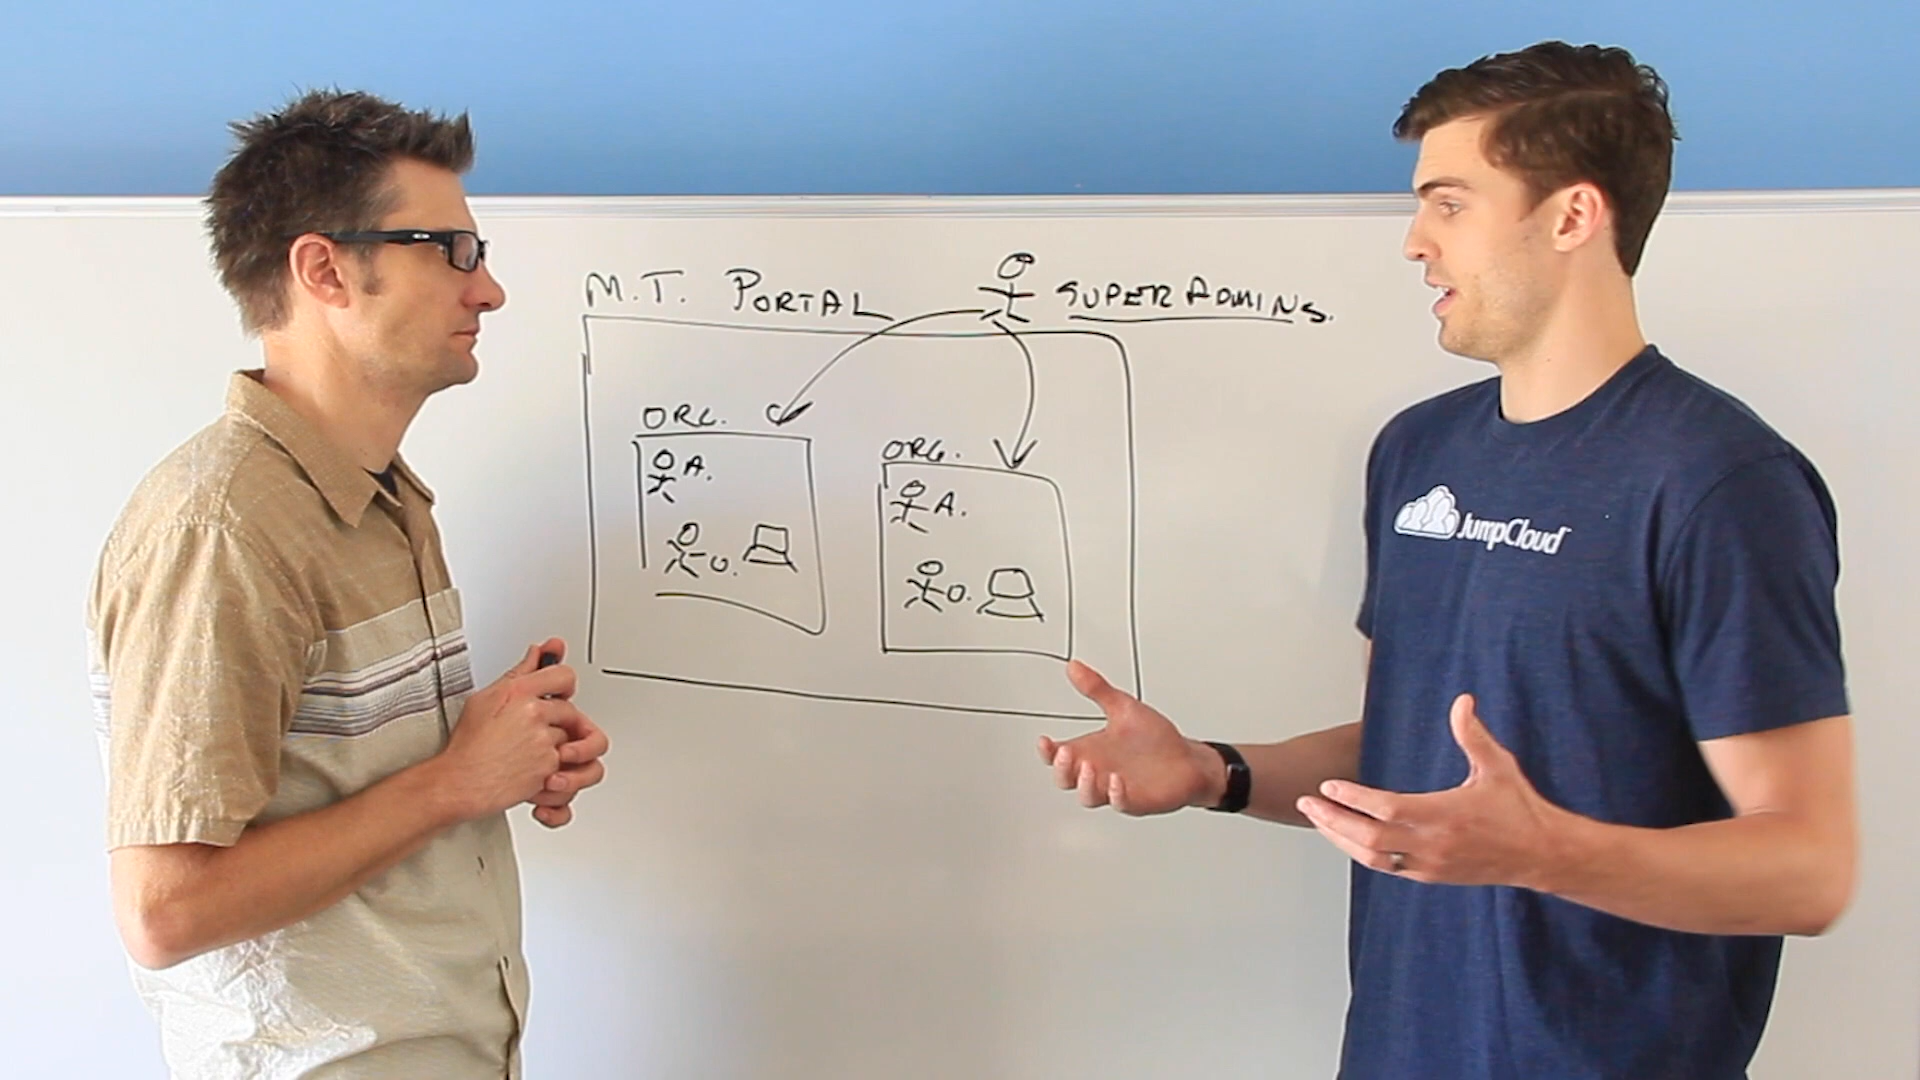 M.T. PORTAL
SUPER ADMINS.
ORG.
A.
U.
ORG.
A.
U.
JumpCloud